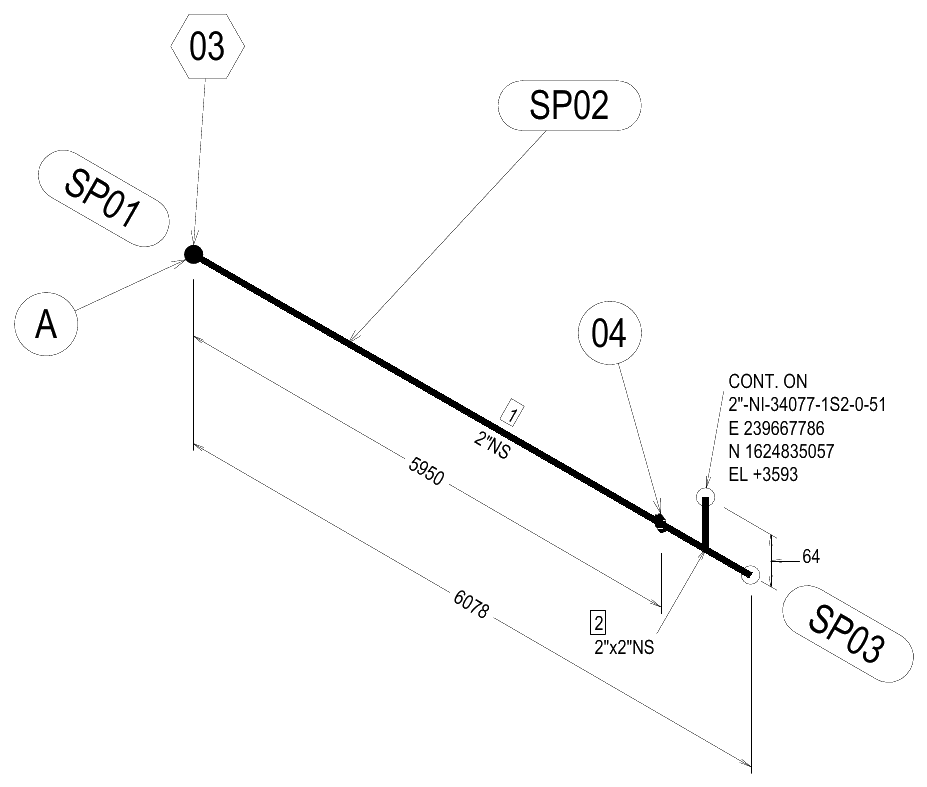 03
SP02
SP01
A
04
CONT. ON
2"-NI-34077-1S2-0-51
E 239667786
N 1624835057
EL +3593
1
2"NS
5950
64
6078
2
2"x2"NS
SP03